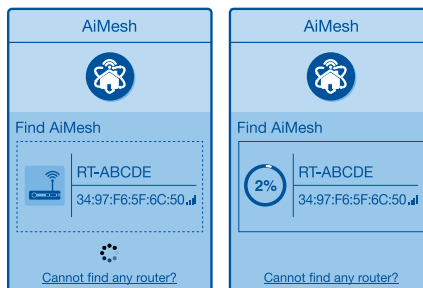 AiMesh
Find AiMesh
RT-ABCDE
34:97:F6:5F:6C:50
Cannot find any router?
AiMesh
Find AiMesh
2%
RT-ABCDE
34:97:F6:5F:6C:50
Cannot find any router?